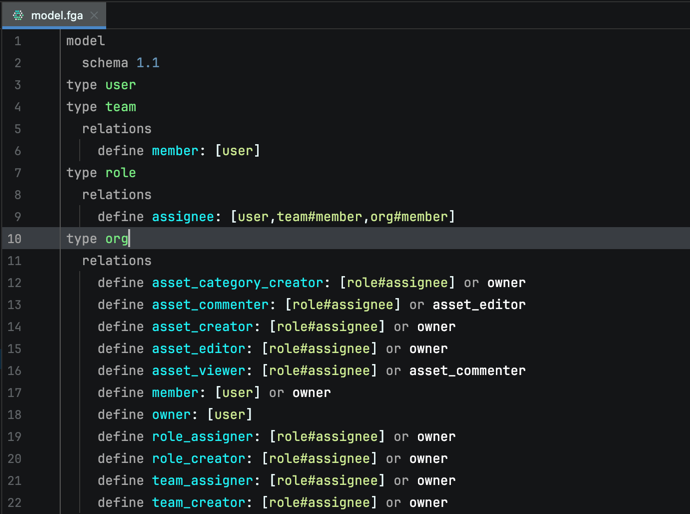 model.fga
1 model
2 schema 1.1
3 type user
4 type team
5 relations
6 define member: [user]
7 type role
8 relations
9 define assignee: [user,team#member,org#member]
10 type org
11 relations
12 define asset_category_creator: [role#assignee] or owner
13 define asset_commenter: [role#assignee] or asset_editor
14 define asset_creator: [role#assignee] or owner
15 define asset_editor: [role#assignee] or owner
16 define asset_viewer: [role#assignee] or asset_commenter
17 define member: [user] or owner
18 define owner: [user]
19 define role_assigner: [role#assignee] or owner
20 define role_creator: [role#assignee] or owner
21 define team_assigner: [role#assignee] or owner
22 define team_creator: [role#assignee] or owner